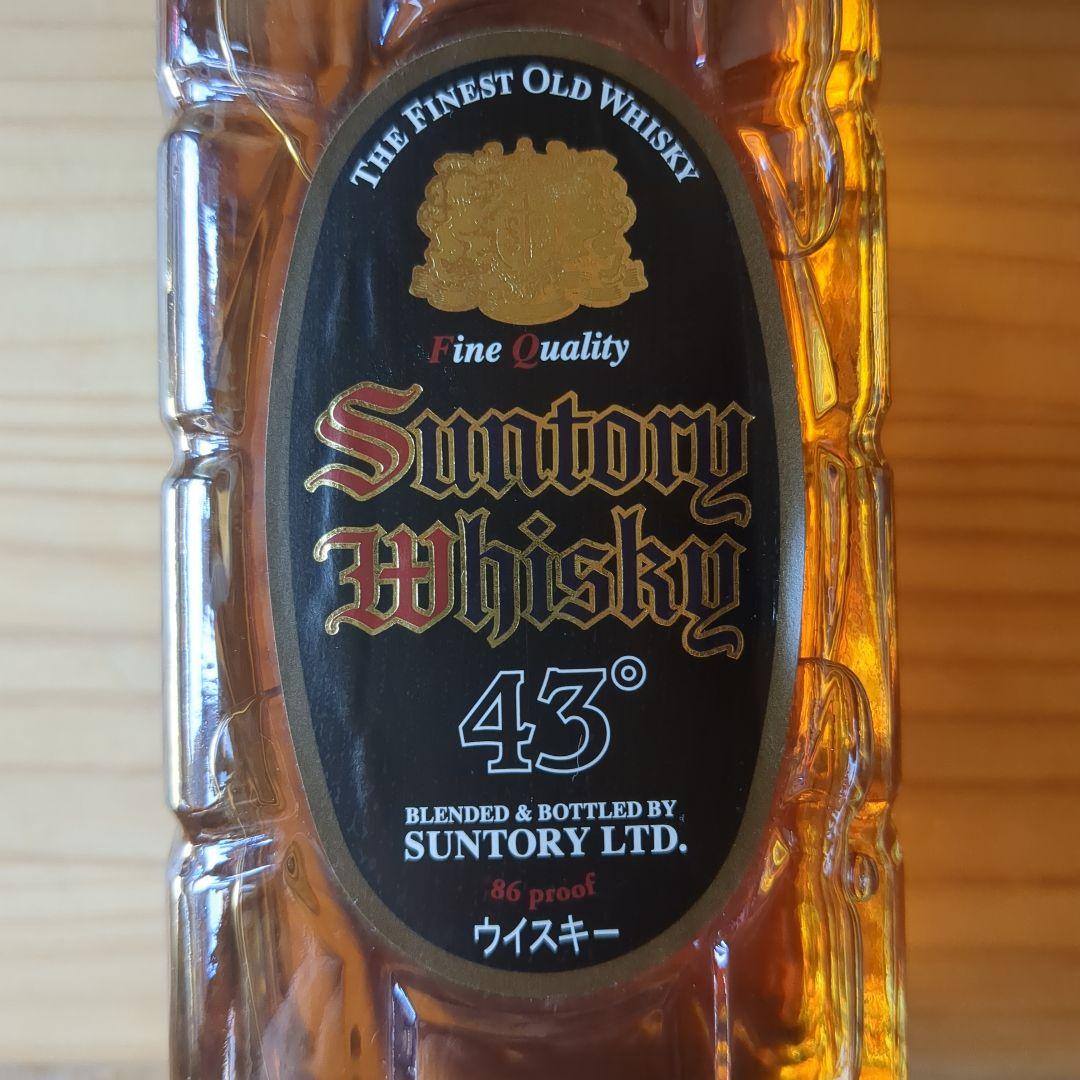 THE FINEST OLD WHISKY
Fine Quality
Suntory
Whisky
43°
BLENDED & BOTTLED BY
SUNTORY LTD.
86 proof
ウイスキー